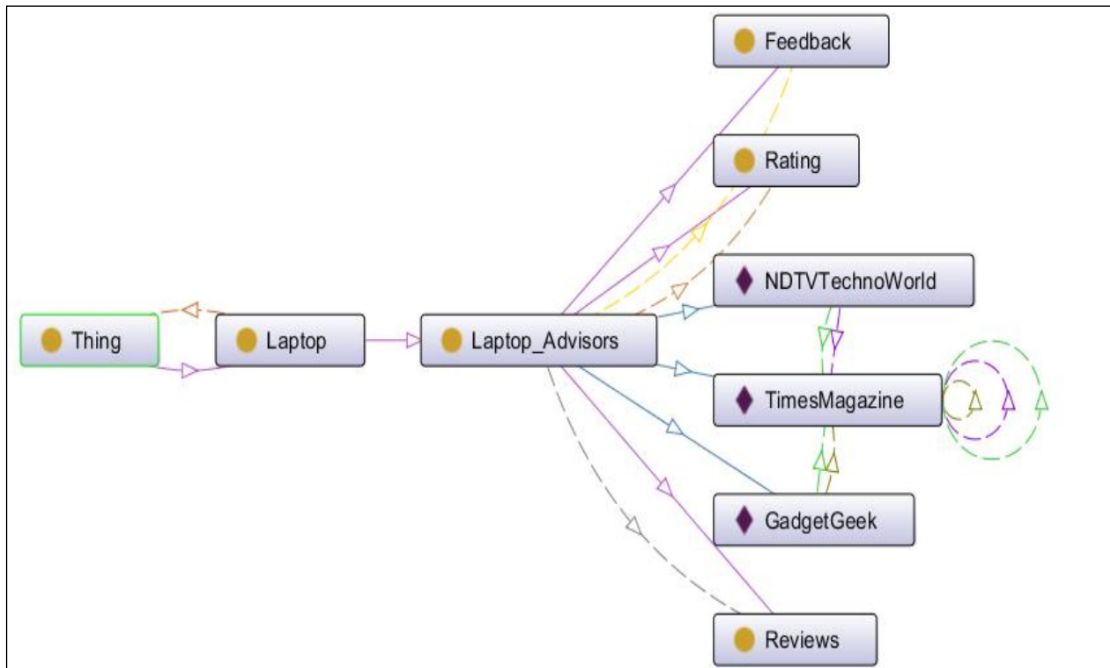 Feedback
Rating
NDTVTechnoWorld
Thing
Laptop
Laptop_Advisors
TimesMagazine
GadgetGeek
Reviews